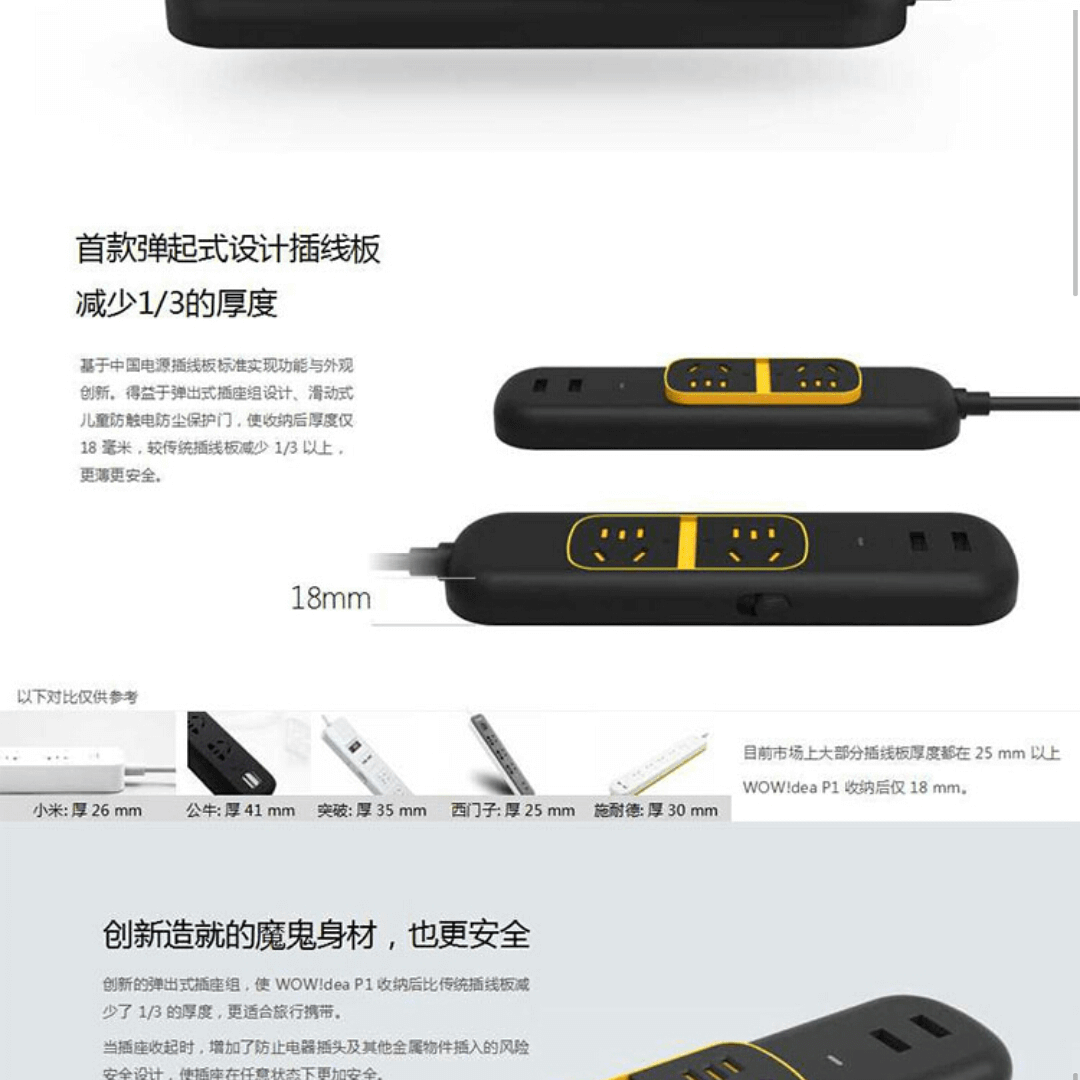 首款弹起式设计插线板
减少1/3的厚度
基于中国电源插线板标准实现功能与外观
创新。得益于弹出式插座组设计、滑动式
儿童防触电防尘保护门，使收纳后厚度仅
18 毫米，较传统插线板减少 1/3 以上，
更薄更安全。
18mm
以下对比仅供参考
小米: 厚 26 mm
公牛: 厚 41 mm
突破: 厚 35 mm
西门子: 厚 25 mm
施耐德: 厚 30 mm
目前市场上大部分插线板厚度都在 25 mm 以上
WOW!dea P1 收纳后仅 18 mm。
创新造就的魔鬼身材，也更安全
创新的弹出式插座组，使 WOW!dea P1 收纳后比传统插线板减
少了 1/3 的厚度，更适合旅行携带。
当插座收起时，增加了防止电器插头及其他金属物件插入的风险
安全设计，使插座在任意状态下更加安全。